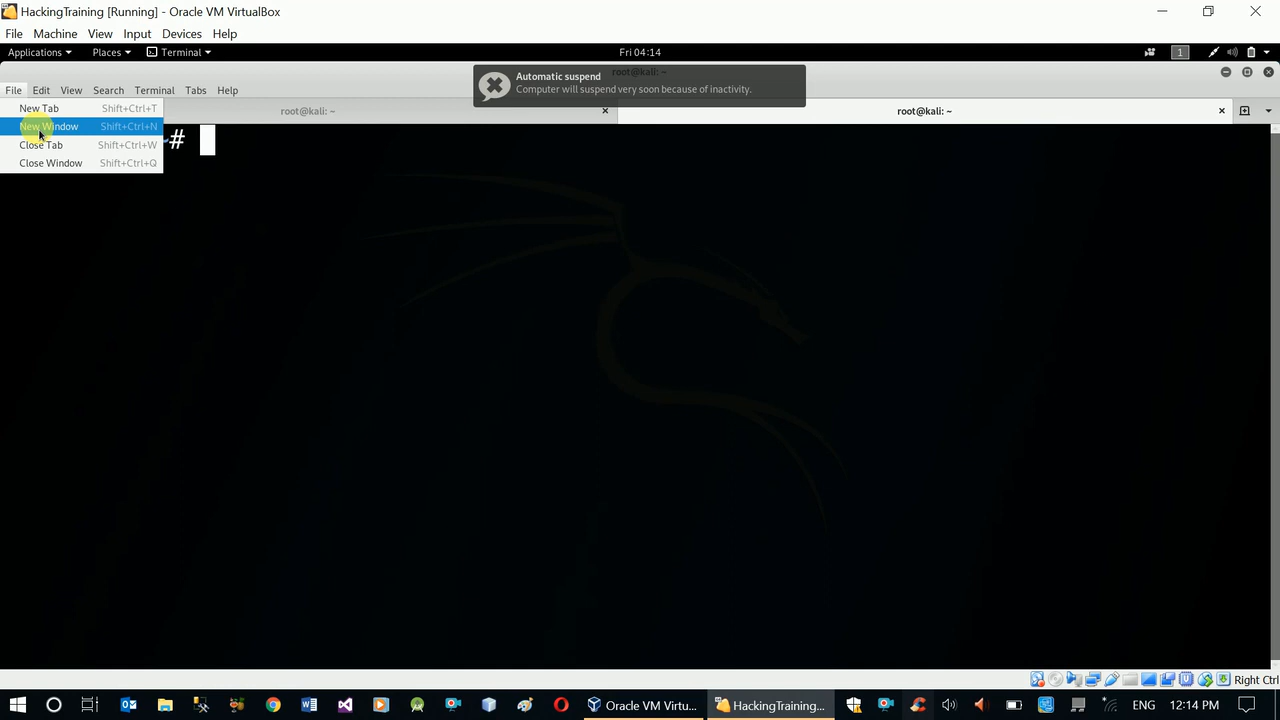 HackingTraining [Running] - Oracle VM VirtualBox
File Machine View Input Devices Help
Applications Places Terminal Fri 04:14 1
root@kali: ~
Automatic suspend
Computer will suspend very soon because of inactivity.
File Edit View Search Terminal Tabs Help
root@kali: ~ root@kali: ~
New Tab Shift+Ctrl+T
New Window Shift+Ctrl+N
Close Tab Shift+Ctrl+W
Close Window Shift+Ctrl+Q
~#
Right Ctrl
Oracle VM Virtu... HackingTraining... ENG 12:14 PM